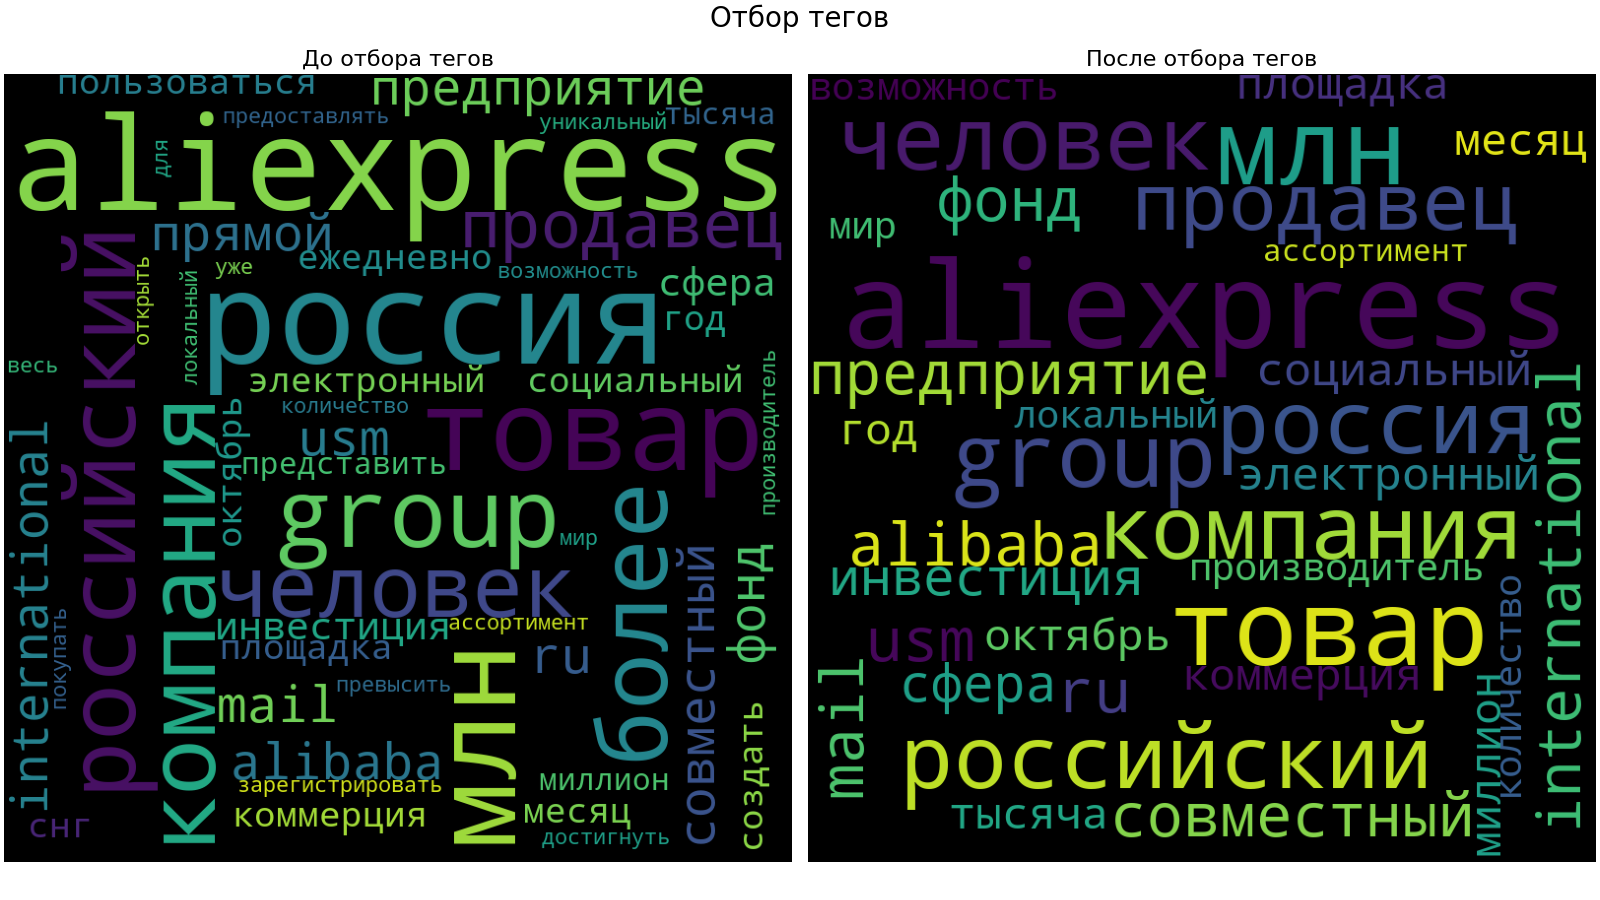 Отбор тегов
До отбора тегов
пользоваться
предприятие
предоставлять
уникальный
тысяча
aliexpress
для
прямой
продавец
российский
открыть
уже
ежедневно
возможность
сфера
локальный
россия
год
весь
электронный
социальный
производитель
количество
товар
октябрь
usm
представить
international
компания
group
более
мир
человек
совместный
фонд
покупать
инвестиция
ассортимент
площадка
ru
млн
mail
превысить
alibaba
зарегистрировать
миллион
создать
коммерция
месяц
снг
достигнуть
После отбора тегов
возможность
площадка
человек
млн
месяц
фонд
продавец
мир
ассортимент
aliexpress
предприятие
социальный
international
год
локальный
россия
group
электронный
alibaba
компания
инвестиция
производитель
количество
товар
usm
октябрь
mail
сфера
ru
коммерция
миллион
российский
тысяча
совместный